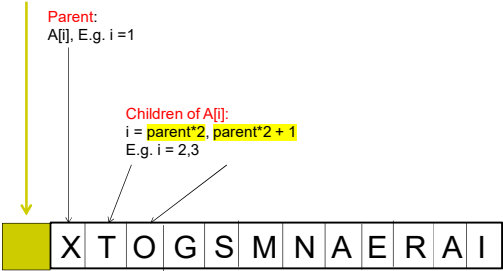 Parent:
A[i], E.g. i =1
Children of A[i]:
i = parent*2, parent*2 + 1
E.g. i = 2,3
X T O G S M N A E R A I